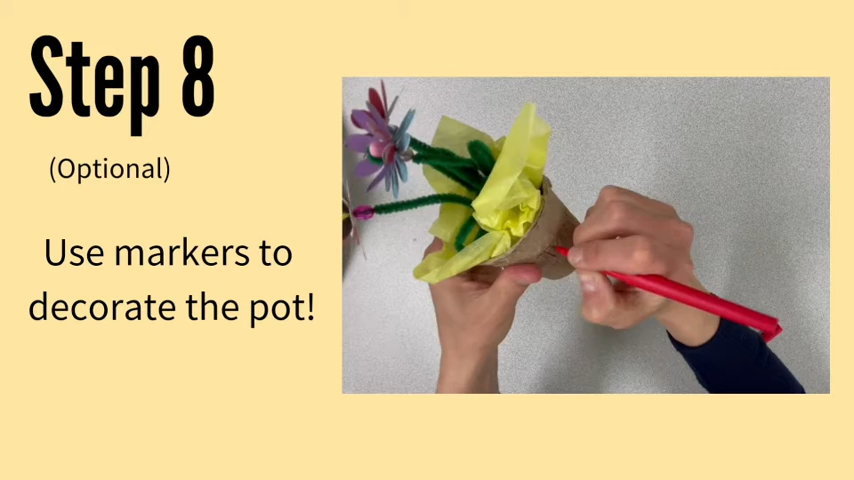 Step 8
(Optional)
Use markers to
decorate the pot!